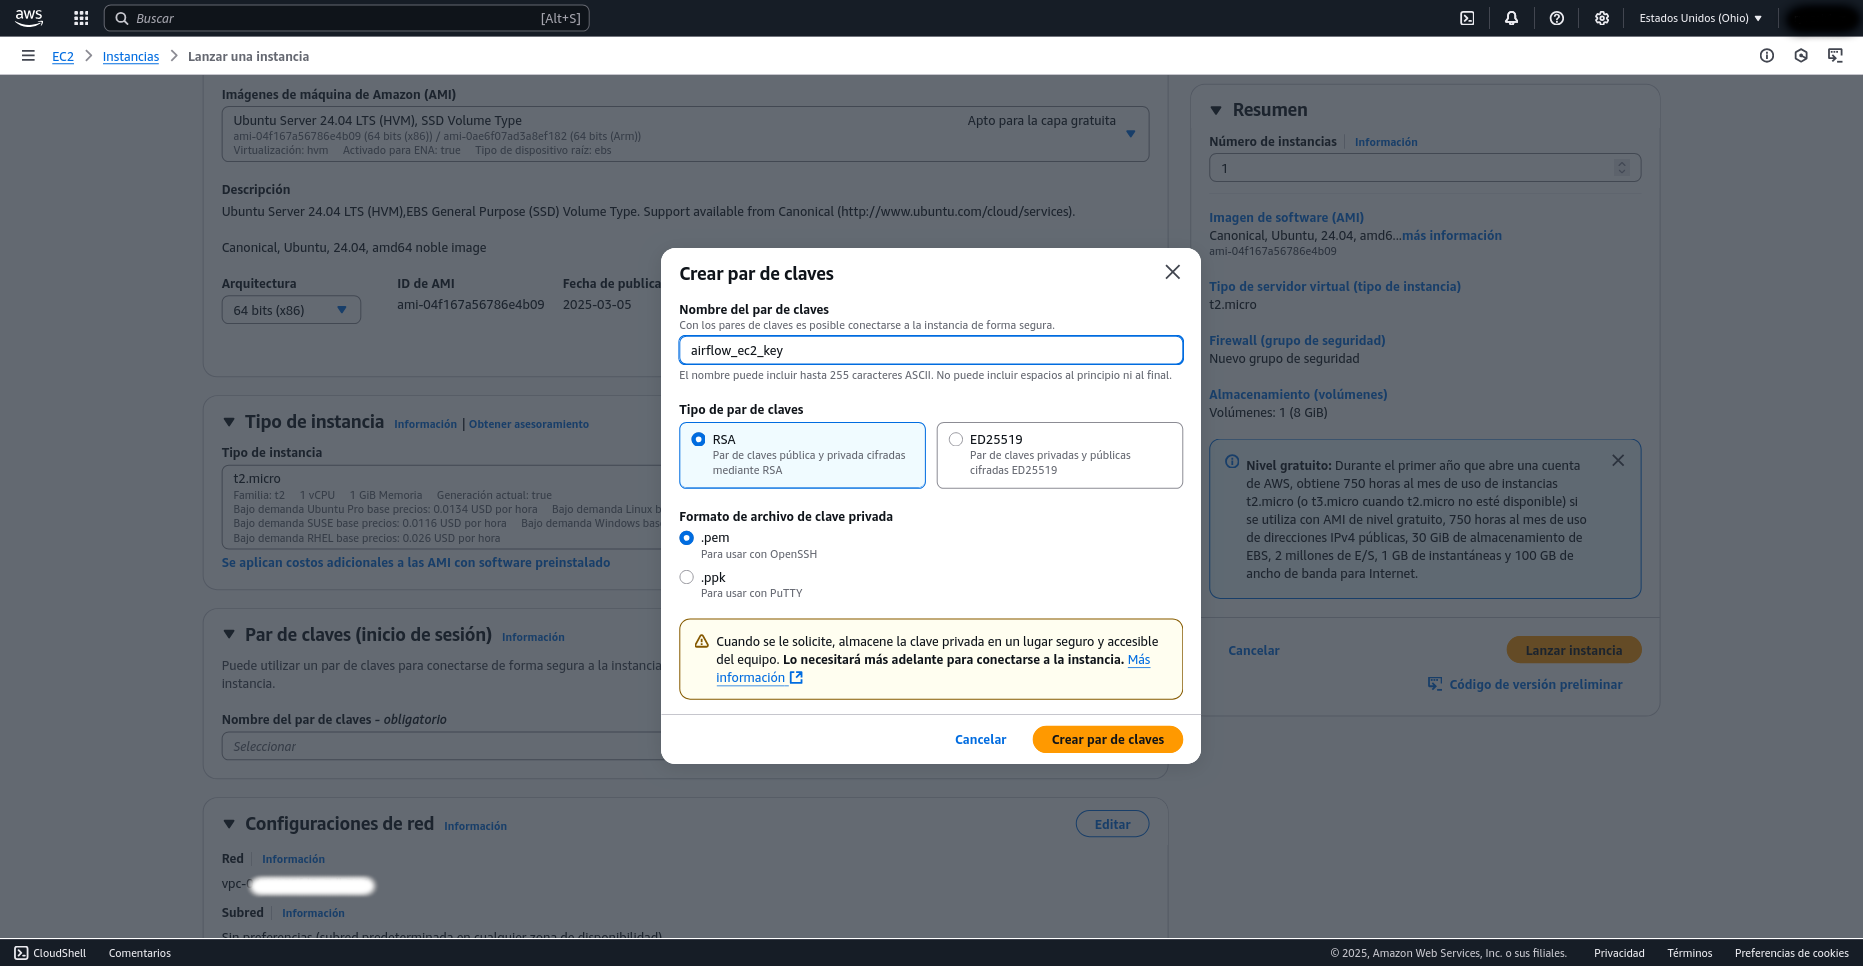 aws
Buscar
[Alt+S]
Estados Unidos (Ohio)
EC2
Instancias
Lanzar una instancia
Imágenes de máquina de Amazon (AMI)
Ubuntu Server 24.04 LTS (HVM), SSD Volume Type
Apto para la capa gratuita
ami-04f167a56786e4b09 (64 bits (x86)) / ami-0ae6f07ad3a8ef182 (64 bits (Arm))
Virtualización: hvm Activado para ENA: true Tipo de dispositivo raíz: ebs
Descripción
Ubuntu Server 24.04 LTS (HVM),EBS General Purpose (SSD) Volume Type. Support available from Canonical (http://www.ubuntu.com/cloud/services).
Canonical, Ubuntu, 24.04, amd64 noble image
Arquitectura
64 bits (x86)
ID de AMI
ami-04f167a56786e4b09
Fecha de publica
2025-03-05
Tipo de instancia
Información | Obtener asesoramiento
Tipo de instancia
t2.micro
Familia: t2 1 vCPU 1 GiB Memoria Generación actual: true
Bajo demanda Ubuntu Pro base precios: 0.0134 USD por hora Bajo demanda Linux b
Bajo demanda SUSE base precios: 0.0116 USD por hora Bajo demanda Windows base
Bajo demanda RHEL base precios: 0.026 USD por hora
Se aplican costos adicionales a las AMI con software preinstalado
Par de claves (inicio de sesión)
Información
Puede utilizar un par de claves para conectarse de forma segura a la instancia
instancia.
Nombre del par de claves - obligatorio
Seleccionar
Configuraciones de red
Información
Editar
Red
Información
vpc-
Subred
Información
Sin preferencias (subred predeterminada en cualquier zona de disponibilidad)
Crear par de claves
Nombre del par de claves
Con los pares de claves es posible conectarse a la instancia de forma segura.
airflow_ec2_key
El nombre puede incluir hasta 255 caracteres ASCII. No puede incluir espacios al principio ni al final.
Tipo de par de claves
RSA
Par de claves pública y privada cifradas
mediante RSA
ED25519
Par de claves privadas y públicas
cifradas ED25519
Formato de archivo de clave privada
.pem
Para usar con OpenSSH
.ppk
Para usar con PuTTY
Cuando se le solicite, almacene la clave privada en un lugar seguro y accesible
del equipo. Lo necesitará más adelante para conectarse a la instancia. Más
información
Cancelar
Crear par de claves
Resumen
Número de instancias
Información
1
Imagen de software (AMI)
Canonical, Ubuntu, 24.04, amd6...más información
ami-04f167a56786e4b09
Tipo de servidor virtual (tipo de instancia)
t2.micro
Firewall (grupo de seguridad)
Nuevo grupo de seguridad
Almacenamiento (volúmenes)
Volúmenes: 1 (8 GiB)
Nivel gratuito: Durante el primer año que abre una cuenta
de AWS, obtiene 750 horas al mes de uso de instancias
t2.micro (o t3.micro cuando t2.micro no esté disponible) si
se utiliza con AMI de nivel gratuito, 750 horas al mes de uso
de direcciones IPv4 públicas, 30 GiB de almacenamiento de
EBS, 2 millones de E/S, 1 GB de instantáneas y 100 GB de
ancho de banda para Internet.
Cancelar
Lanzar instancia
Código de versión preliminar
CloudShell
Comentarios
© 2025, Amazon Web Services, Inc. o sus filiales.
Privacidad
Términos
Preferencias de cookies